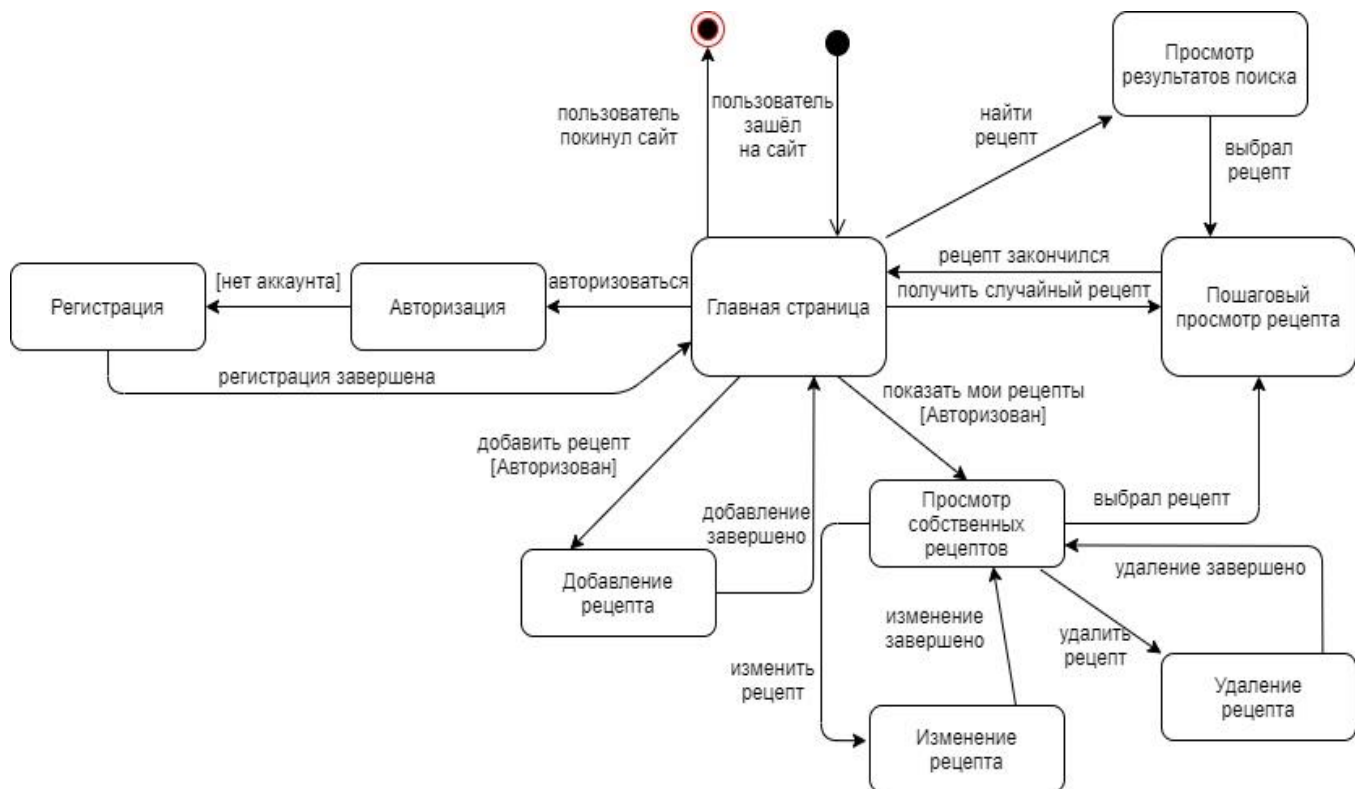 Просмотр
результатов поиска
пользователь
покинул сайт
пользователь
зашёл
на сайт
найти
рецепт
выбрал
рецепт
Регистрация
[нет аккаунта]
Авторизация
авторизоваться
Главная страница
рецепт закончился
получить случайный рецепт
Пошаговый
просмотр рецепта
регистрация завершена
показать мои рецепты
[Авторизован]
добавить рецепт
[Авторизован]
добавление
завершено
Просмотр
собственных
рецептов
выбрал рецепт
Добавление
рецепта
удаление завершено
изменение
завершено
удалить
рецепт
изменить
рецепт
Удаление
рецепта
Изменение
рецепта